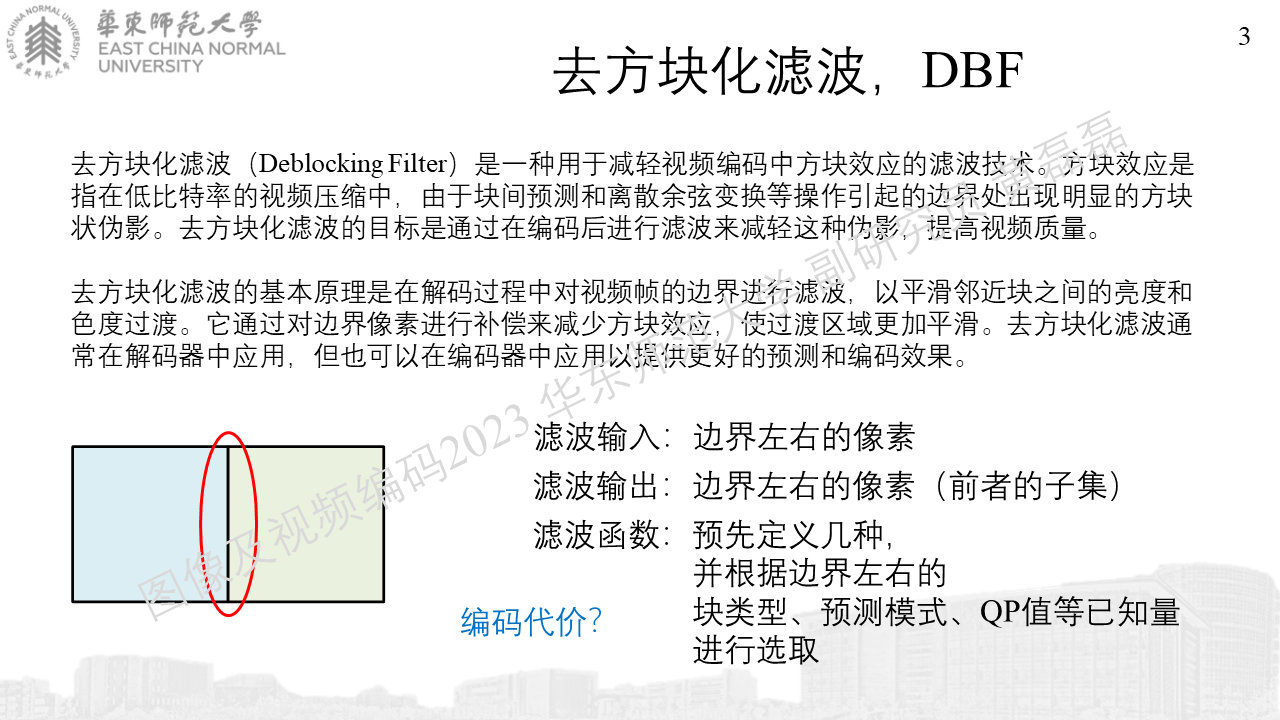 華東師範大學
EAST CHINA NORMAL
UNIVERSITY
EAST CHINA NORMAL UNIVERSITY
華東師範大學
3
去方块化滤波，DBF
去方块化滤波（Deblocking Filter）是一种用于减轻视频编码中方块效应的滤波技术。方块效应是
指在低比特率的视频压缩中，由于块间预测和离散余弦变换等操作引起的边界处出现明显的方块
状伪影。去方块化滤波的目标是通过在编码后进行滤波来减轻这种伪影，提高视频质量。
去方块化滤波的基本原理是在解码过程中对视频帧的边界进行滤波，以平滑邻近块之间的亮度和
色度过渡。它通过对边界像素进行补偿来减少方块效应，使过渡区域更加平滑。去方块化滤波通
常在解码器中应用，但也可以在编码器中应用以提供更好的预测和编码效果。
滤波输入：边界左右的像素
滤波输出：边界左右的像素（前者的子集）
滤波函数：预先定义几种，
并根据边界左右的
块类型、预测模式、QP值等已知量
进行选取
编码代价？
图像及视频编码2023 华东师范大学 副研究员 黄磊磊